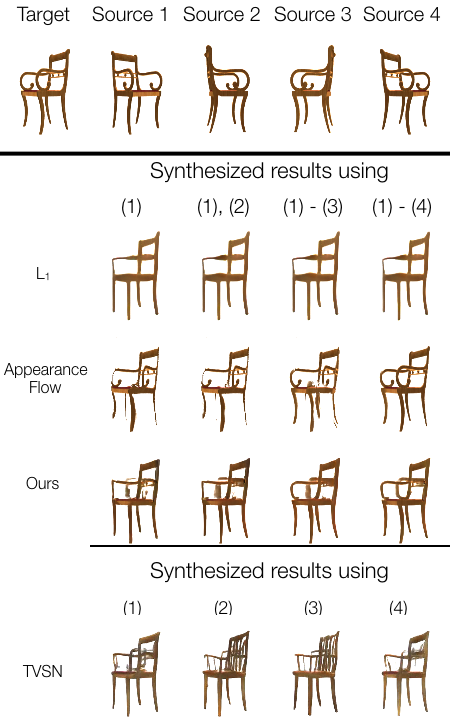 Target Source 1 Source 2 Source 3 Source 4
Synthesized results using
(1) (1), (2) (1) - (3) (1) - (4)
L₁
Appearance
Flow
Ours
Synthesized results using
(1) (2) (3) (4)
TVSN